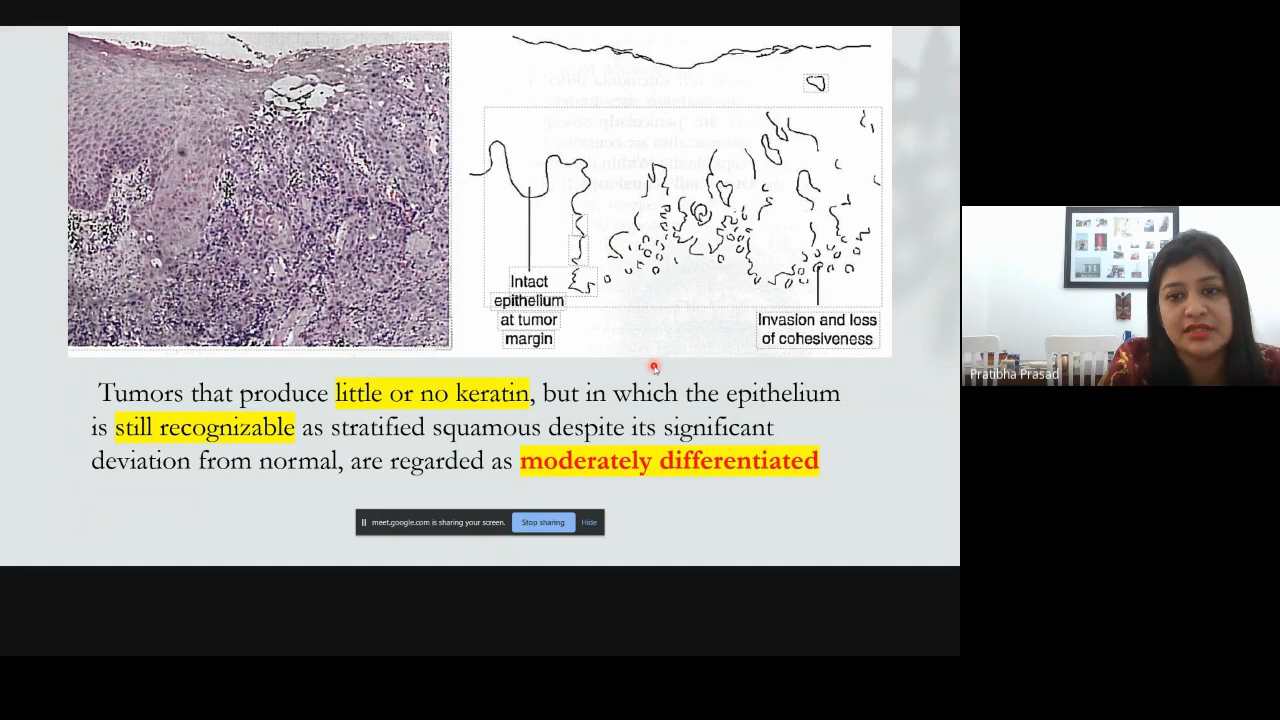 Intact
epithelium
at tumor
margin
Invasion and loss
of cohesiveness
Tumors that produce little or no keratin, but in which the epithelium
is still recognizable as stratified squamous despite its significant
deviation from normal, are regarded as moderately differentiated
meet.google.com is sharing your screen.
Stop sharing
Hide
Pratibha Prasad